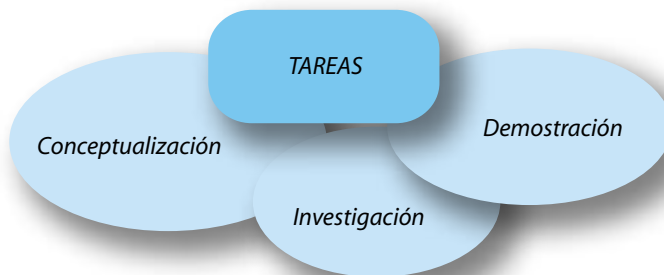 TAREAS
Conceptualización
Demostración
Investigación